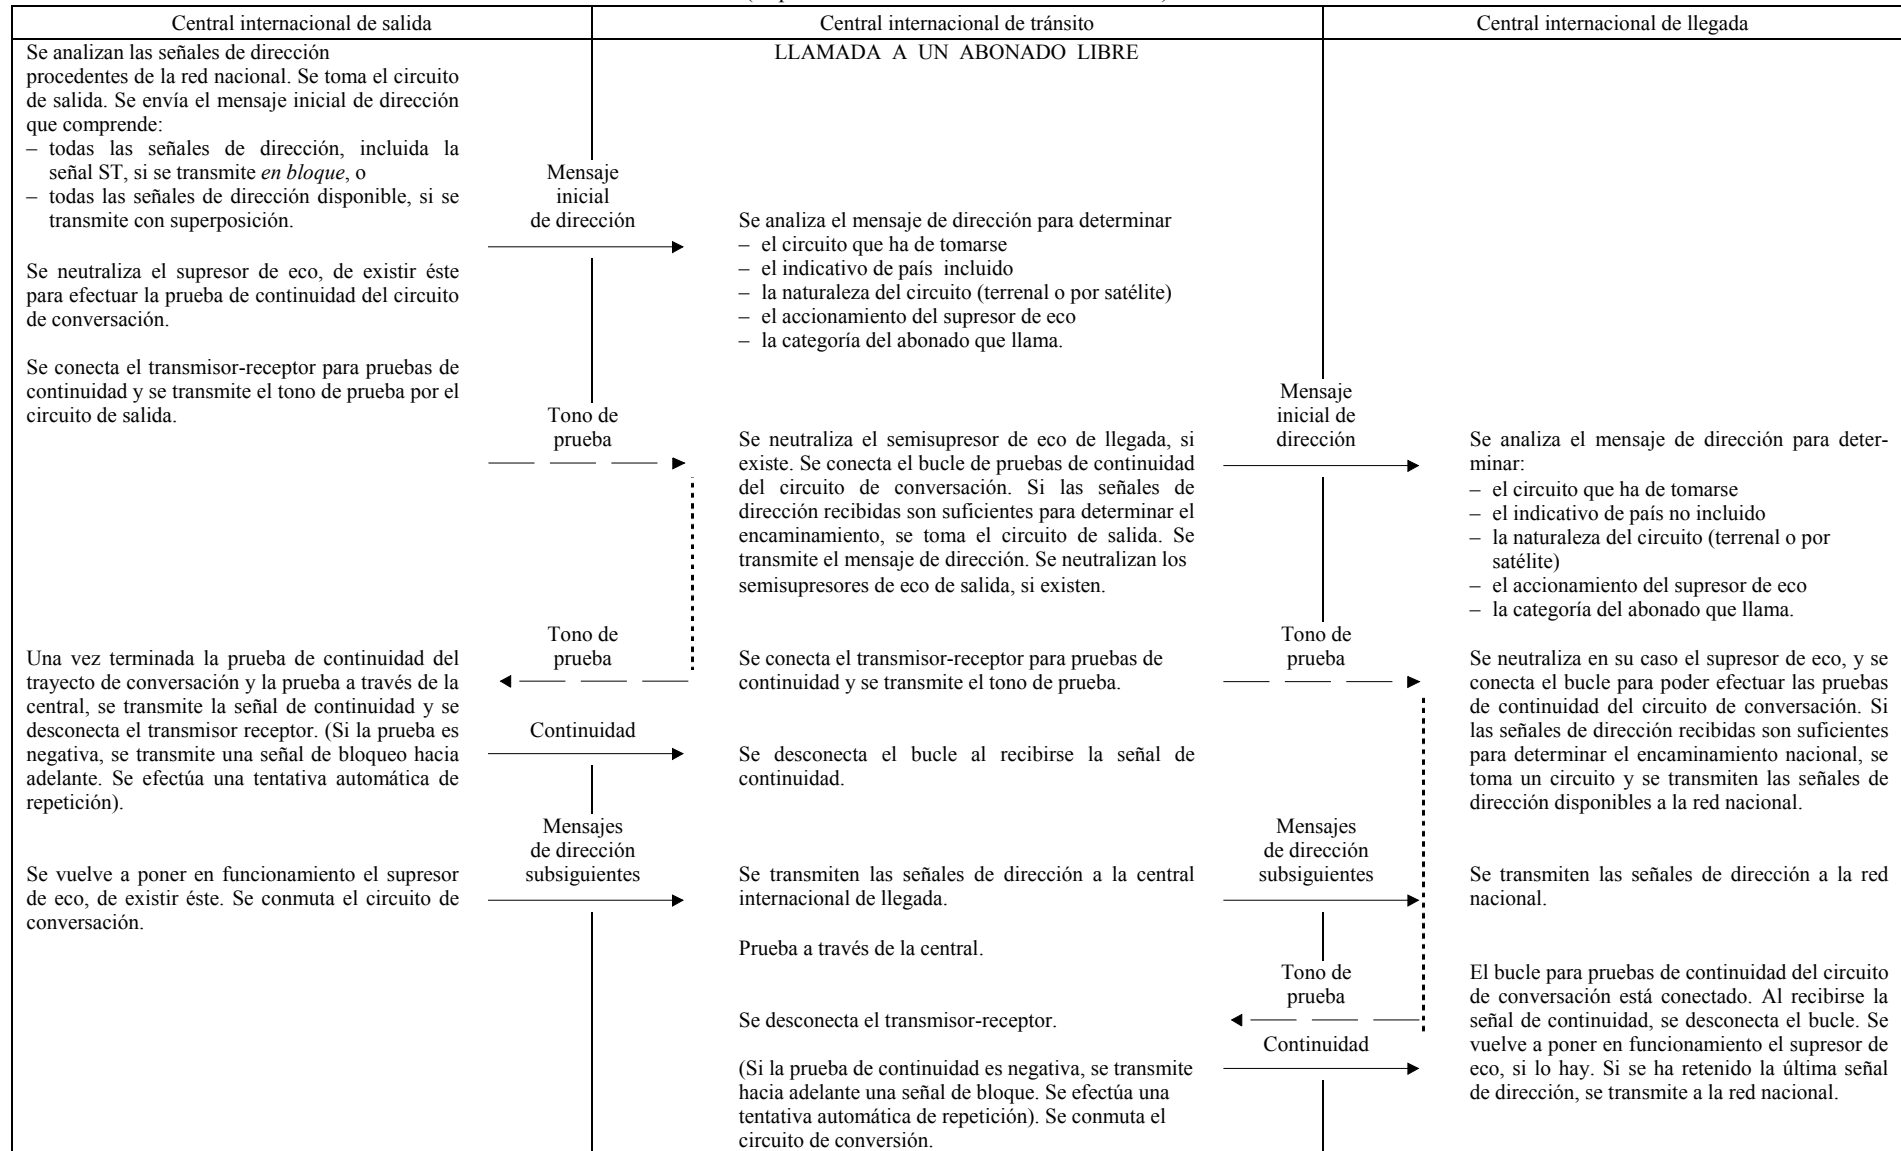 Central internacional de salida
Central internacional de tránsito
Central internacional de llegada
LLAMADA A UN ABONADO LIBRE
Se analizan las señales de dirección
procedentes de la red nacional. Se toma el circuito
de salida. Se envía el mensaje inicial de dirección
que comprende:
– todas las señales de dirección, incluida la
señal ST, si se transmite en bloque, o
– todas las señales de dirección disponible, si se
transmite con superposición.
Mensaje
inicial
de dirección
Se analiza el mensaje de dirección para determinar
– el circuito que ha de tomarse
– el indicativo de país incluido
– la naturaleza del circuito (terrenal o por satélite)
– el accionamiento del supresor de eco
– la categoría del abonado que llama.
Se neutraliza el supresor de eco, de existir éste
para efectuar la prueba de continuidad del circuito
de conversación.
Se conecta el transmisor-receptor para pruebas de
continuidad y se transmite el tono de prueba por el
circuito de salida.
Tono de
prueba
Se neutraliza el semisupresor de eco de llegada, si
existe. Se conecta el bucle de pruebas de continuidad
del circuito de conversación. Si las señales de
dirección recibidas son suficientes para determinar el
encaminamiento, se toma el circuito de salida. Se
transmite el mensaje de dirección. Se neutralizan los
semisupresores de eco de salida, si existen.
Mensaje
inicial de
dirección
Se analiza el mensaje de dirección para deter-
minar:
– el circuito que ha de tomarse
– el indicativo de país no incluido
– la naturaleza del circuito (terrenal o por
satélite)
– el accionamiento del supresor de eco
– la categoría del abonado que llama.
Una vez terminada la prueba de continuidad del
trayecto de conversación y la prueba a través de la
central, se transmite la señal de continuidad y se
desconecta el transmisor receptor. (Si la prueba es
negativa, se transmite una señal de bloqueo hacia
adelante. Se efectúa una tentativa automática de
repetición).
Tono de
prueba
Se conecta el transmisor-receptor para pruebas de
continuidad y se transmite el tono de prueba.
Tono de
prueba
Se neutraliza en su caso el supresor de eco, y se
conecta el bucle para poder efectuar las pruebas
de continuidad del circuito de conversación. Si
las señales de dirección recibidas son suficientes
para determinar el encaminamiento nacional, se
toma un circuito y se transmiten las señales de
dirección disponibles a la red nacional.
Continuidad
Se desconecta el bucle al recibirse la señal de
continuidad.
Se vuelve a poner en funcionamiento el supresor
de eco, de existir éste. Se conmuta el circuito de
conversación.
Mensajes
de dirección
subsiguientes
Se transmiten las señales de dirección a la central
internacional de llegada.
Mensajes
de dirección
subsiguientes
Se transmiten las señales de dirección a la red
nacional.
Prueba a través de la central.
Se desconecta el transmisor-receptor.
Tono de
prueba
El bucle para pruebas de continuidad del circuito
de conversación está conectado. Al recibirse la
señal de continuidad, se desconecta el bucle. Se
vuelve a poner en funcionamiento el supresor de
eco, si lo hay. Si se ha retenido la última señal
de dirección, se transmite a la red nacional.
Continuidad
(Si la prueba de continuidad es negativa, se transmite
hacia adelante una señal de bloque. Se efectúa una
tentativa automática de repetición). Se conmuta el
circuito de conversión.